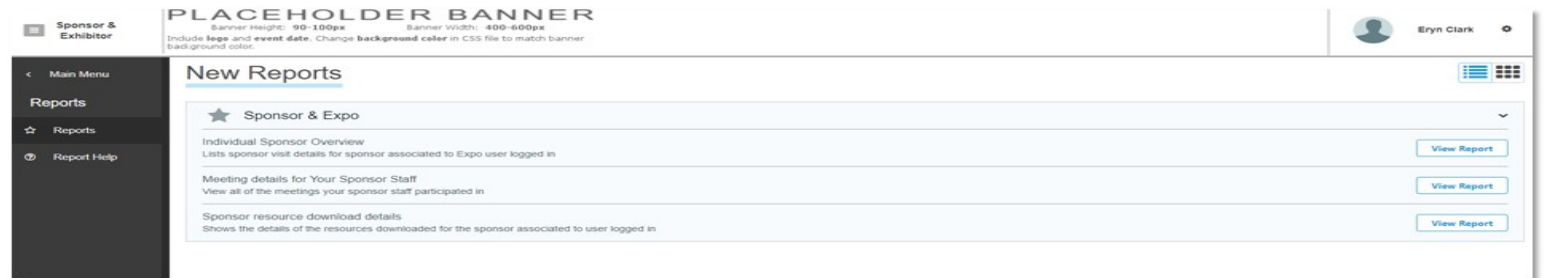 Sponsor &
Exhibitor
PLACEHOLDER BANNER
Banner Height: 90-100px Banner Width: 400-600px
Include logo and event date. Change background color in CSS file to match banner
background color.
Eryn Clark
Main Menu
Reports
Reports
Report Help
New Reports
Sponsor & Expo
Individual Sponsor Overview
Lists sponsor visit details for sponsor associated to Expo user logged in
View Report
Meeting details for Your Sponsor Staff
View all of the meetings your sponsor staff participated in
View Report
Sponsor resource download details
Shows the details of the resources downloaded for the sponsor associated to user logged in
View Report